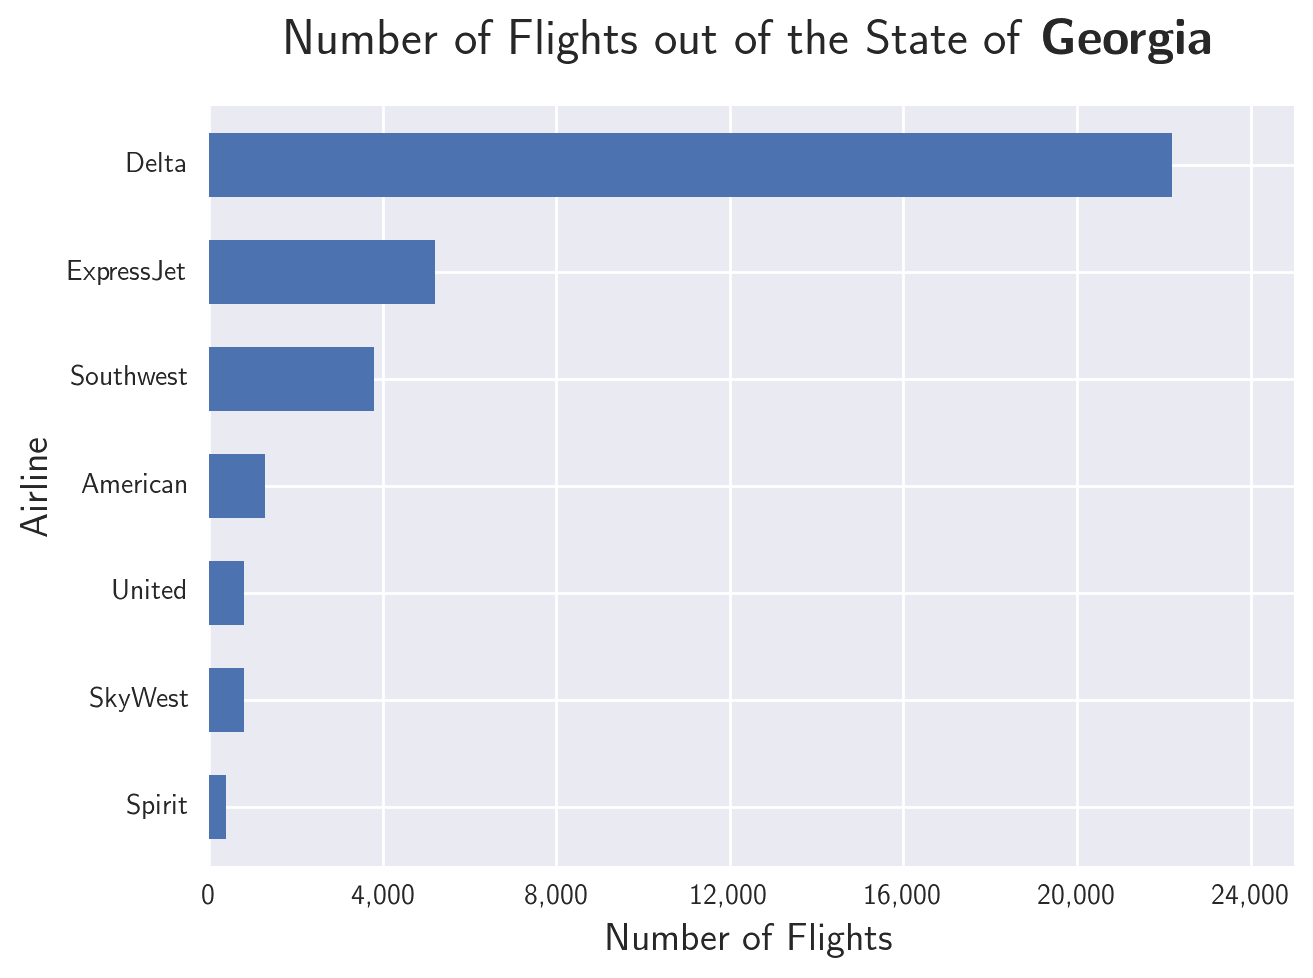 Number of Flights out of the State of Georgia
Delta
ExpressJet
Southwest
American
United
SkyWest
Spirit
Airline
0 4,000 8,000 12,000 16,000 20,000 24,000
Number of Flights